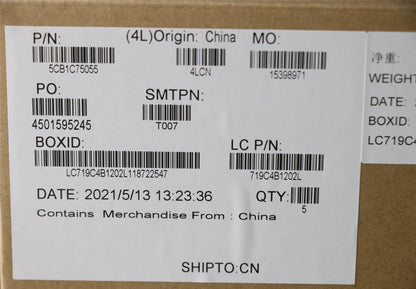 P/N:
(4L)Origin: China
MO:
5CB1C75055
4LCN
15398971
PO:
SMTPN:
4501595245
T007
BOXID:
LC P/N:
LC719C4B1202L118722547
719C4B1202L
DATE: 2021/5/13 13:23:36
QTY:
5
Contains Merchandise From : China
SHIPTO:CN
净重:
WEIGHT
DATE: 2
BOXID:
LC719C4